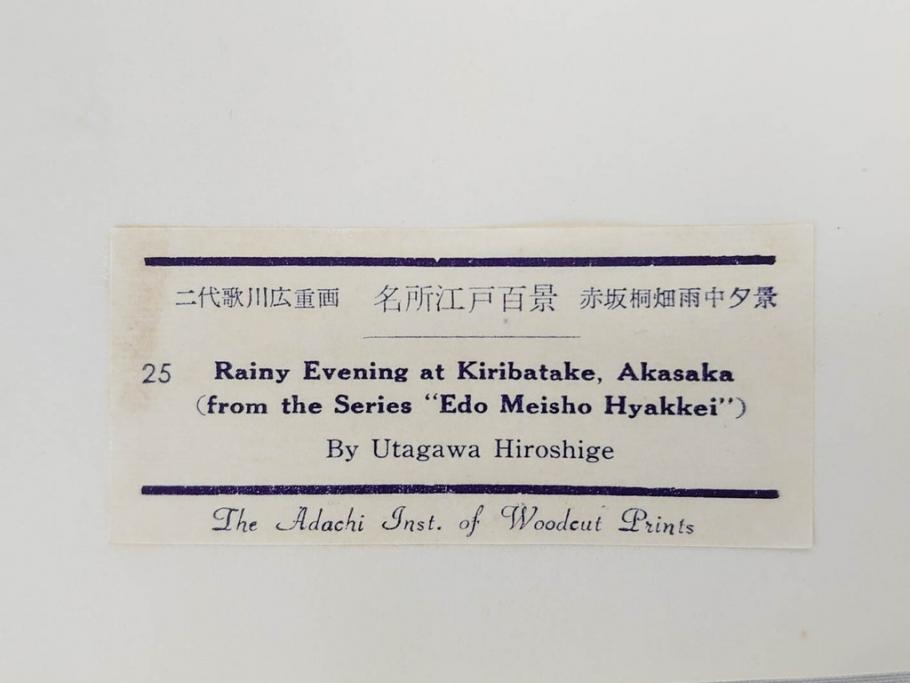 二代歌川広重画 名所江戸百景 赤坂桐畑雨中夕景
25 Rainy Evening at Kiribatake, Akasaka
(from the Series "Edo Meisho Hyakkei")
By Utagawa Hiroshige
The Adachi Inst. of Woodcut Prints